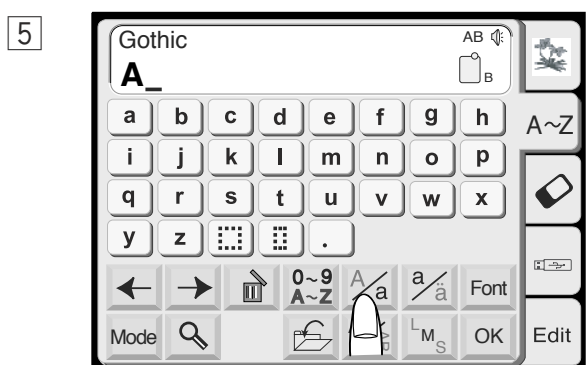 5
Gothic
AB
A_
B
a b c d e f g h
A~Z
i j k l m n o p
q r s t u v w x
y z .
0~9 A/a a/ä Font
A~Z
Mode L M S OK Edit